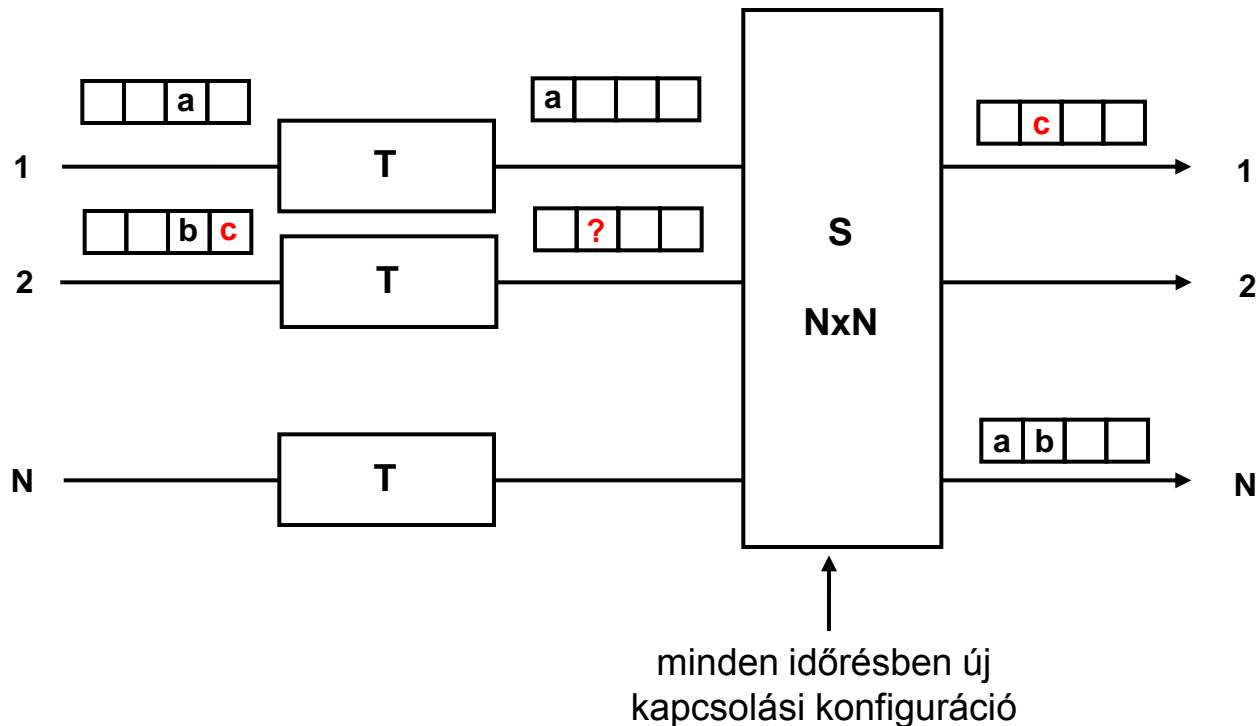 a
a
c
1
T
1
b c
?
S
2
T
2
NxN
a b
N
T
N
minden időrésben új
kapcsolási konfiguráció